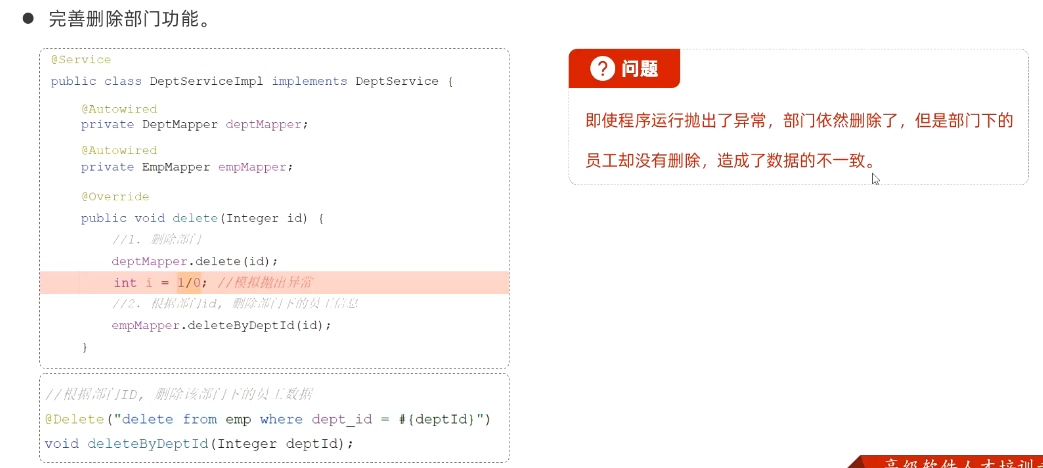 ● 完善删除部门功能。
@Service
public class DeptServiceImpl implements DeptService {
@Autowired
private DeptMapper deptMapper;
@Autowired
private EmpMapper empMapper;
@Override
public void delete(Integer id) {
//1. 删除部门
deptMapper.delete(id);
int i = 1/0; //模拟抛出异常
//2. 根据部门id, 删除部门下的员工信息
empMapper.deleteByDeptId(id);
}
//根据部门ID, 删除该部门下的员工数据
@Delete("delete from emp where dept_id = #{deptId}")
void deleteByDeptId(Integer deptId);
? 问题
即使程序运行抛出了异常，部门依然删除了，但是部门下的
员工却没有删除，造成了数据的不一致。
高级软件人才培训